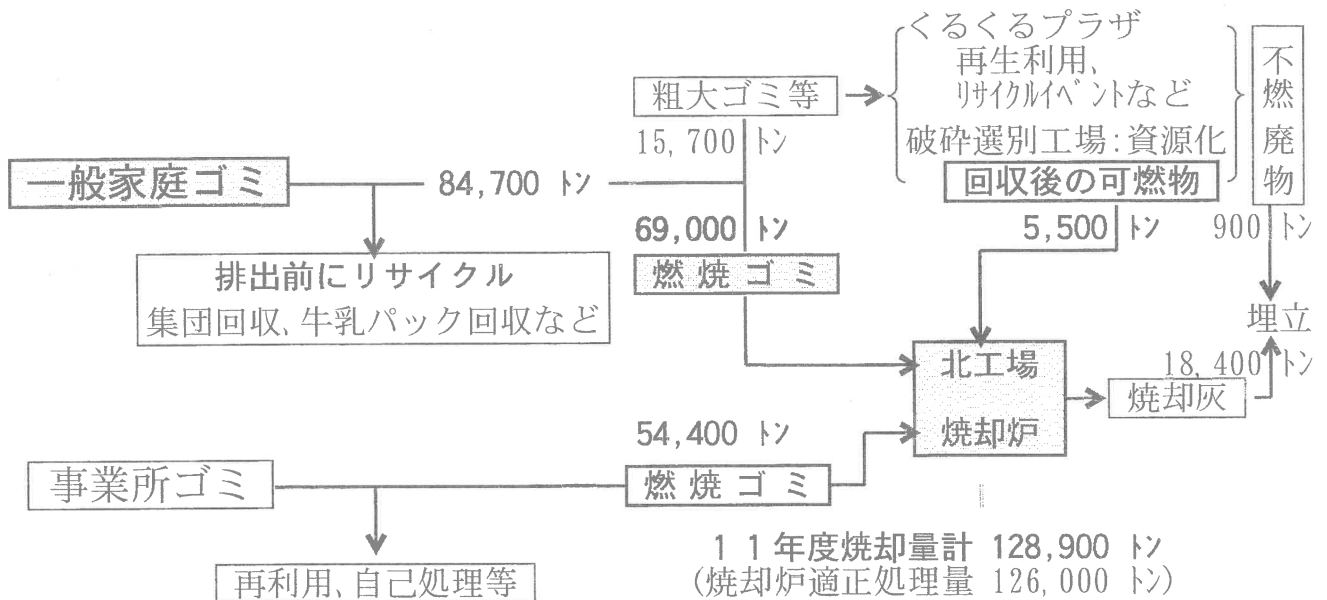 くるくるプラザ
再生利用、
ﾘｻｲｸﾙｲﾍﾞﾝﾄなど
破砕選別工場:資源化
回収後の可燃物
5,500 ﾄﾝ
不燃廃物
900 ﾄﾝ
粗大ゴミ等
15,700 ﾄﾝ
一般家庭ゴミ
84,700 ﾄﾝ
69,000 ﾄﾝ
燃焼ゴミ
排出前にリサイクル
集団回収、牛乳パック回収など
埋立
18,400 ﾄﾝ
北工場
焼却炉
焼却灰
54,400 ﾄﾝ
事業所ゴミ
燃焼ゴミ
再利用、自己処理等
11年度焼却量計 128,900 ﾄﾝ
(焼却炉適正処理量 126,000 ﾄﾝ)